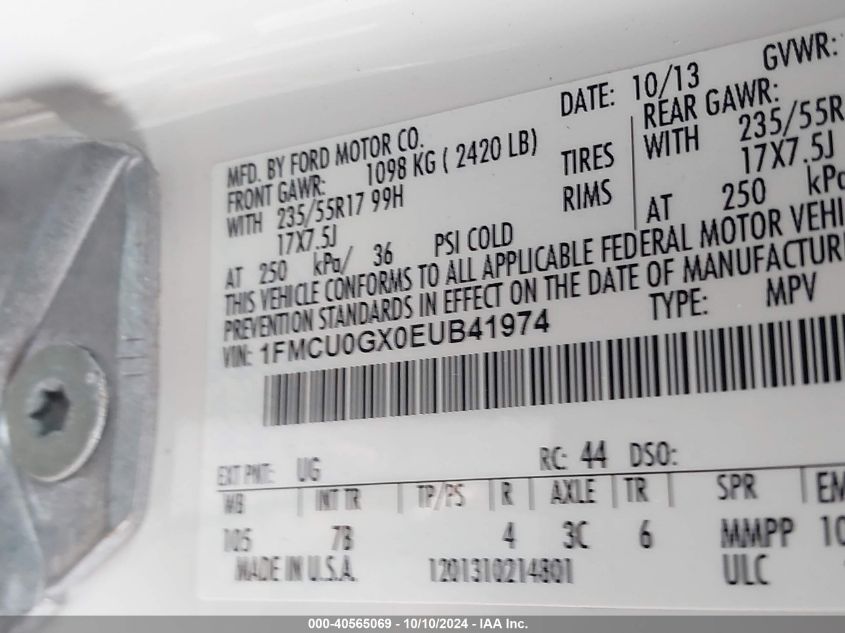 MFD. BY FORD MOTOR CO. DATE: 10/13 GVWR:
FRONT GAWR: 1098 KG ( 2420 LB) REAR GAWR:
WITH 235/55R17 99H TIRES WITH 235/55R
17X7.5J RIMS 17X7.5J
AT 250 kPa/ 36 PSI COLD AT 250 kPa
THIS VEHICLE CONFORMS TO ALL APPLICABLE FEDERAL MOTOR VEHI
PREVENTION STANDARDS IN EFFECT ON THE DATE OF MANUFACTUR
VIN: 1FMCU0GX0EUB41974 TYPE: MPV
EXT PNT: UG RC: 44 DSO:
WB INT TR TP/PS R AXLE TR SPR EM
105 7B 4 3C 6 MMPP 10
MADE IN U.S.A. 1201310214801 ULC
000-40565069 - 10/10/2024 - IAA Inc.